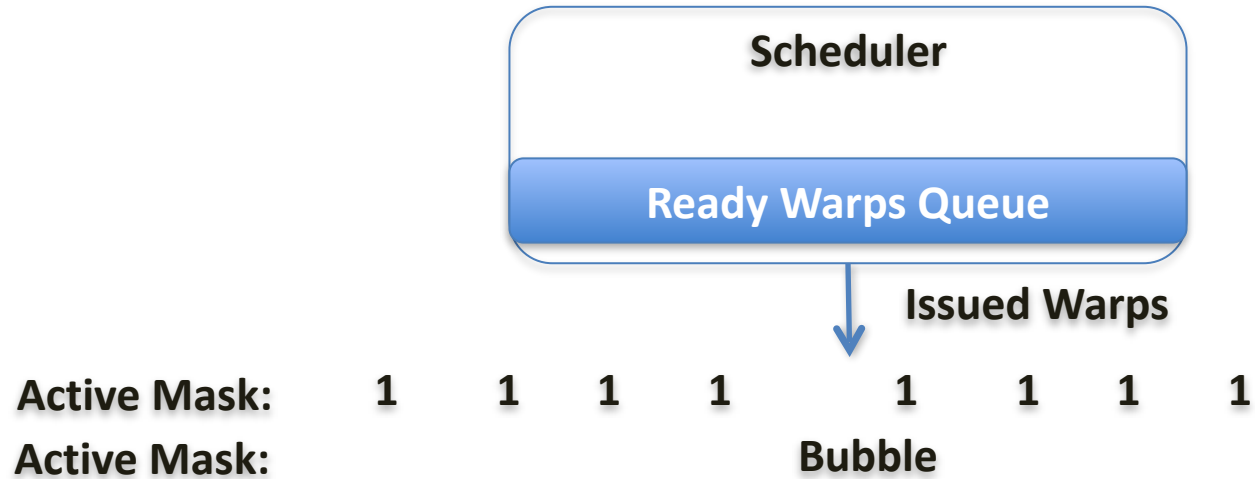 Scheduler
Ready Warps Queue
Issued Warps
Active Mask: 1 1 1 1 1 1 1 1
Active Mask: Bubble